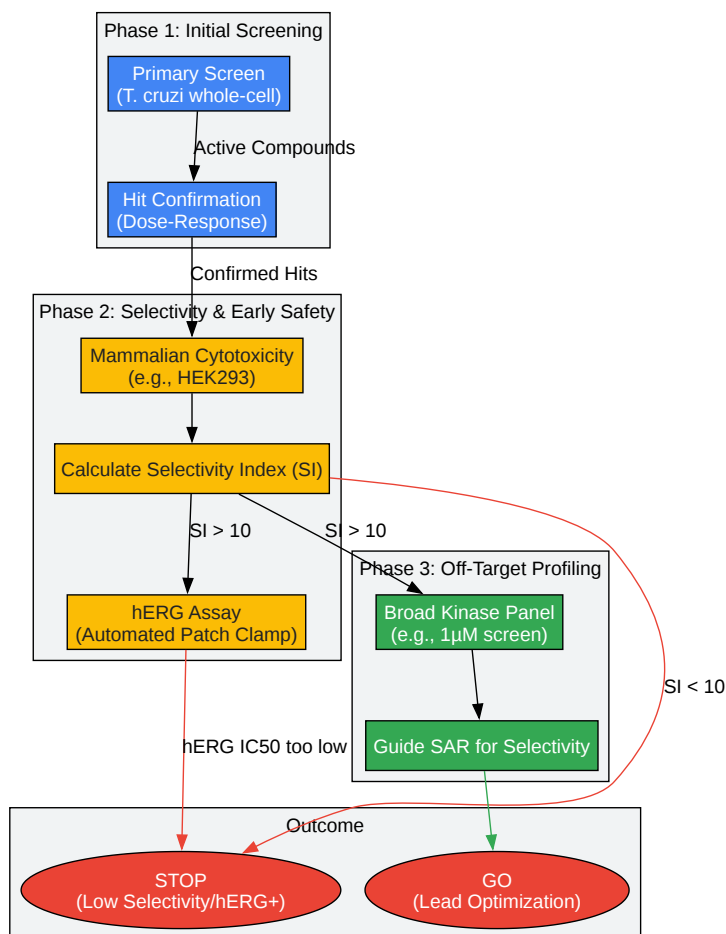 Phase 1: Initial Screening
Primary Screen
(T. cruzi whole-cell)
Active Compounds
Hit Confirmation
(Dose-Response)
Confirmed Hits
Phase 2: Selectivity & Early Safety
Mammalian Cytotoxicity
(e.g., HEK293)
Calculate Selectivity Index (SI)
SI > 10
SI > 10
Phase 3: Off-Target Profiling
hERG Assay
(Automated Patch Clamp)
Broad Kinase Panel
(e.g., 1µM screen)
SI < 10
hERG IC50 too low
Guide SAR for Selectivity
Outcome
STOP
(Low Selectivity/hERG+)
GO
(Lead Optimization)